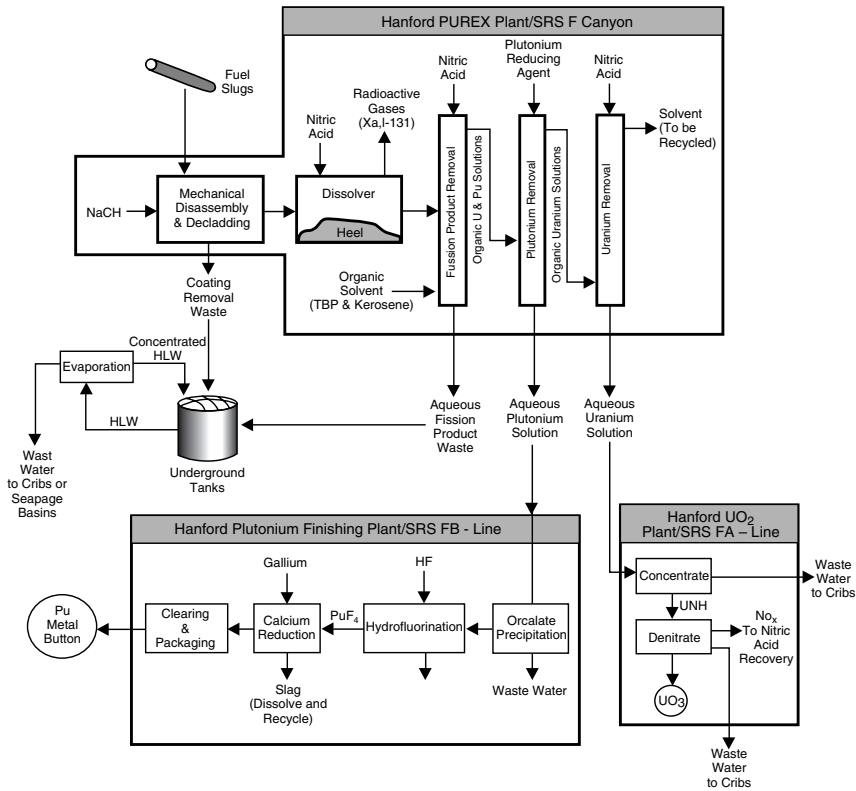 Hanford PUREX Plant/SRS F Canyon
Fuel
Slugs
Nitric
Acid
Radioactive
Gases
(Xa,I-131)
Nitric
Acid
Plutonium
Reducing
Agent
Nitric
Acid
Solvent
(To be
Recycled)
NaCH
Mechanical
Disassembly
& Decladding
Dissolver
Heel
Fussion Product Removal
Organic U & Pu Solutions
Plutonium Removal
Organic Uranium Solutions
Uranium Removal
Organic
Solvent
(TBP & Kerosene)
Coating
Removal
Waste
Concentrated
HLW
Evaporation
HLW
Wast
Water
to Cribs or
Seapage
Basins
Underground
Tanks
Aqueous
Fission
Product
Waste
Aqueous
Plutonium
Solution
Aqueous
Uranium
Solution
Hanford Plutonium Finishing Plant/SRS FB - Line
Gallium
HF
Pu
Metal
Button
Clearing
&
Packaging
Calcium
Reduction
PuF4
Hydrofluorination
Orcalate
Precipitation
Slag
(Dissolve and
Recycle)
Waste Water
Hanford UO2
Plant/SRS FA – Line
Concentrate
Waste
Water
to Cribs
UNH
Denitrate
Nox
To Nitric
Acid
Recovery
UO3
Waste
Water
to Cribs